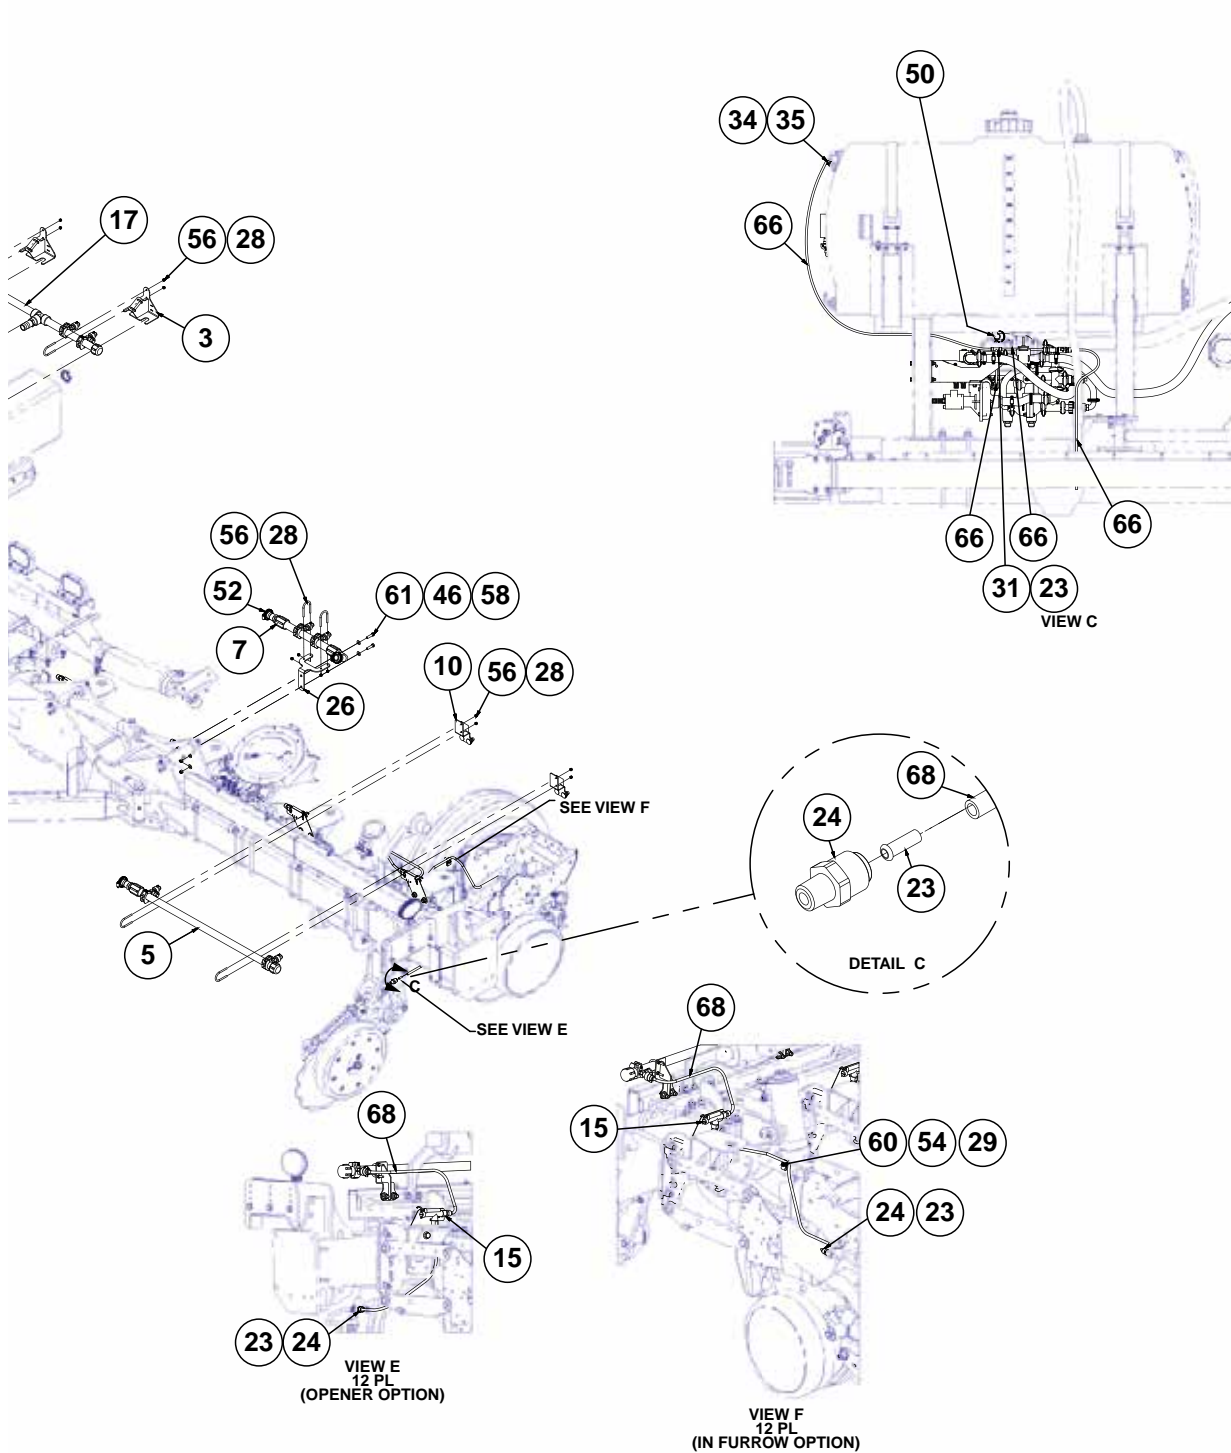 50
34 35
17
66
56 28
3
66 66 66
31 23
VIEW C
56 28
52
61 46 58
7
10 56 28
26
SEE VIEW F
68
24
23
DETAIL C
5
C
SEE VIEW E
68
15
60 54 29
24 23
VIEW F
12 PL
(IN FURROW OPTION)
68
15
23 24
VIEW E
12 PL
(OPENER OPTION)